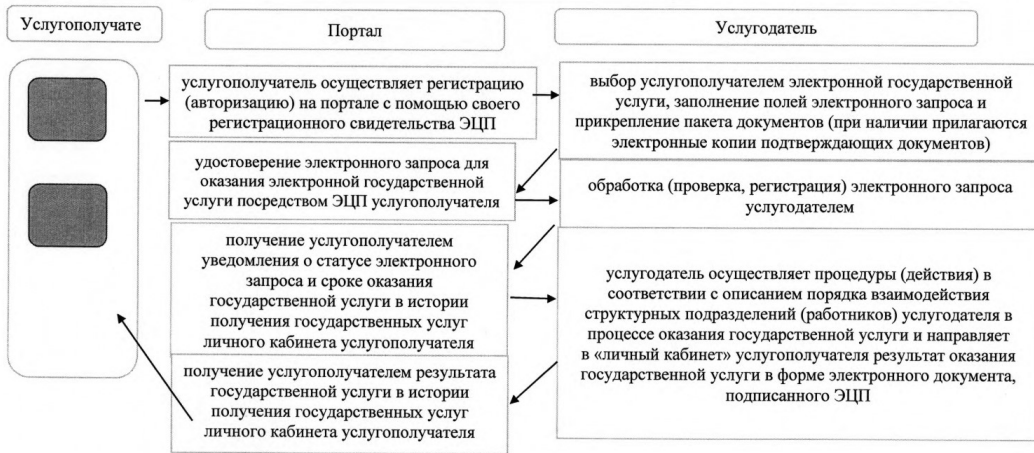 Услугополучате
Портал
Услугодатель
услугополучатель осуществляет регистрацию
(авторизацию) на портале с помощью своего
регистрационного свидетельства ЭЦП
выбор услугополучателем электронной государственной
услуги, заполнение полей электронного запроса и
прикрепление пакета документов (при наличии прилагаются
электронные копии подтверждающих документов)
удостоверение электронного запроса для
оказания электронной государственной
услуги посредством ЭЦП услугополучателя
обработка (проверка, регистрация) электронного запроса
услугодателем
получение услугополучателем
уведомления о статусе электронного
запроса и сроке оказания
государственной услуги в истории
получения государственных услуг
личного кабинета услугополучателя
услугодатель осуществляет процедуры (действия) в
соответствии с описанием порядка взаимодействия
структурных подразделений (работников) услугодателя в
процессе оказания государственной услуги и направляет
в «личный кабинет» услугополучателя результат оказания
государственной услуги в форме электронного документа,
подписанного ЭЦП
получение услугополучателем результата
государственной услуги в истории
получения государственных услуг
личного кабинета услугополучателя